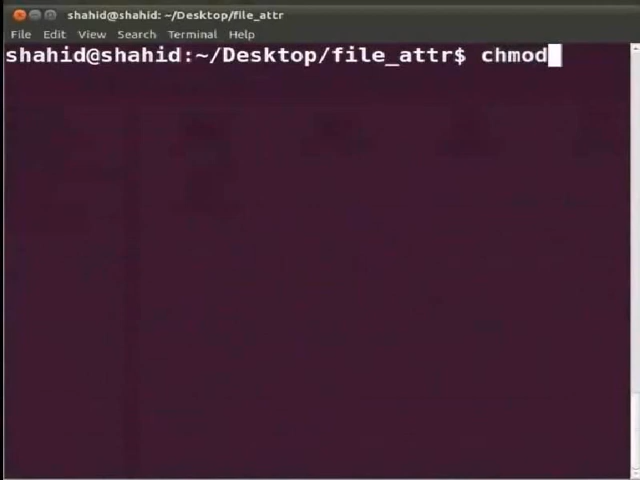 shahid@shahid: ~/Desktop/file_attr
File Edit View Search Terminal Help
shahid@shahid:~/Desktop/file_attr$ chmod